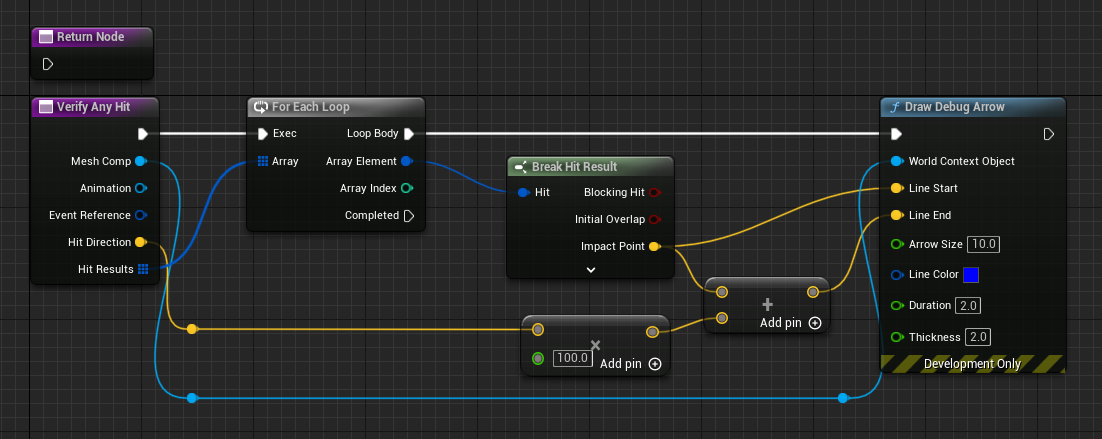 Return Node
Verify Any Hit
Mesh Comp
Animation
Event Reference
Hit Direction
Hit Results
For Each Loop
Exec Loop Body
Array Array Element
Array Index
Completed
Break Hit Result
Hit Blocking Hit
Initial Overlap
Impact Point
100.0 × Add pin
+
Add pin
f Draw Debug Arrow
World Context Object
Line Start
Line End
Arrow Size 10.0
Line Color
Duration 2.0
Thickness 2.0
Development Only